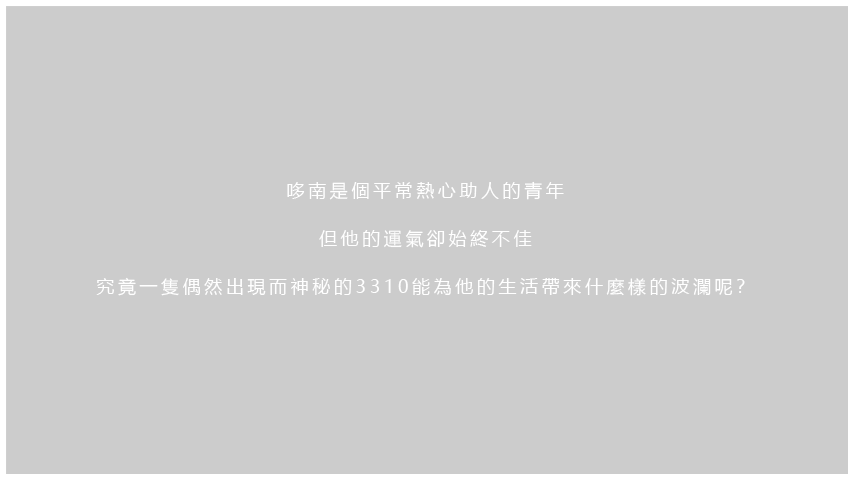 哆南是個平常熱心助人的青年
但他的運氣卻始終不佳
究竟一隻偶然出現而神秘的3310能為他的生活帶來什麼樣的波瀾呢?